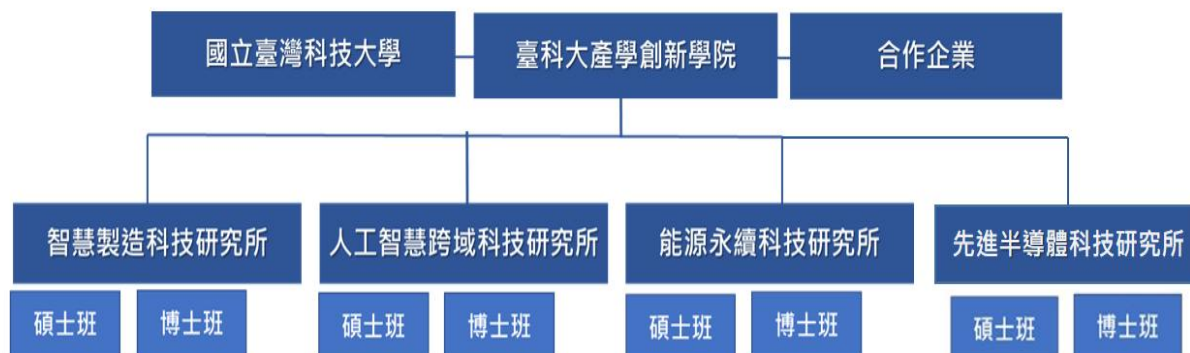 國立臺灣科技大學
臺科大產學創新學院
合作企業
智慧製造科技研究所
人工智慧跨域科技研究所
能源永續科技研究所
先進半導體科技研究所
碩士班
博士班
碩士班
博士班
碩士班
博士班
碩士班
博士班